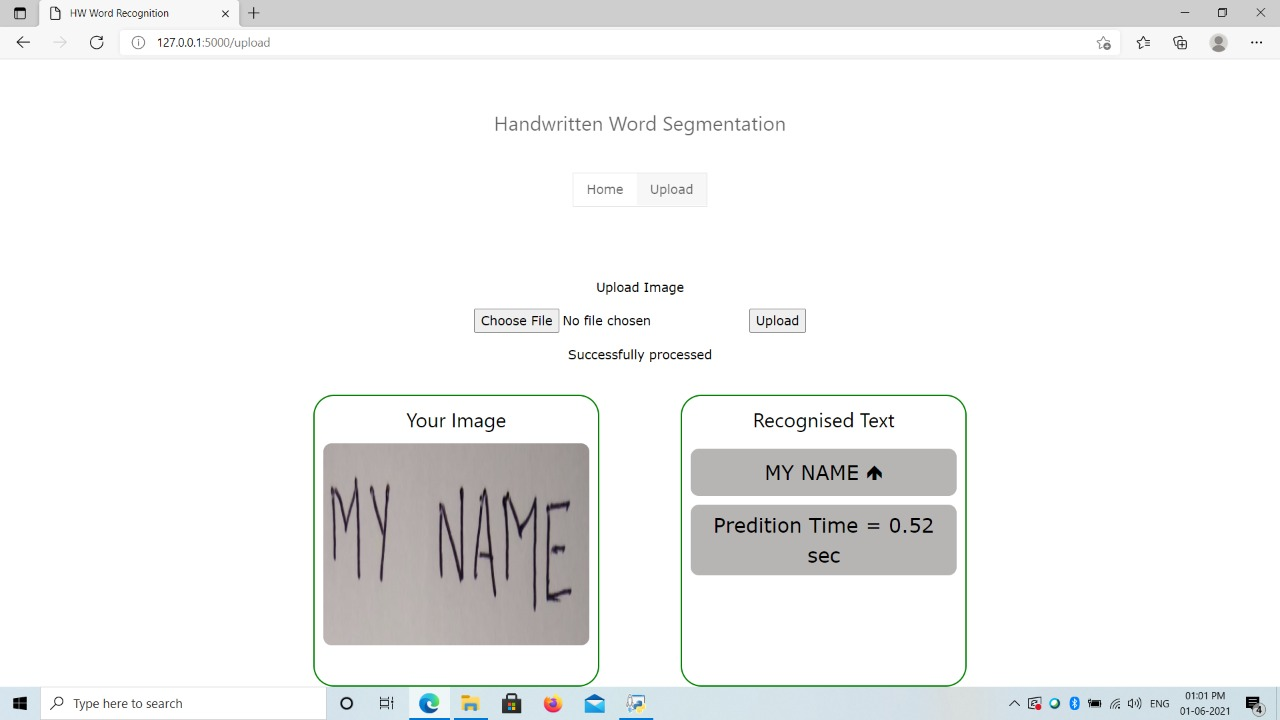 HW Word Recognition
127.0.0.1:5000/upload
Handwritten Word Segmentation
Home Upload
Upload Image
Choose File No file chosen Upload
Successfully processed
Your Image
MY NAME
Recognised Text
MY NAME
Predition Time = 0.52
sec
Type here to search
ENG
01:01 PM
01-06-2021
4